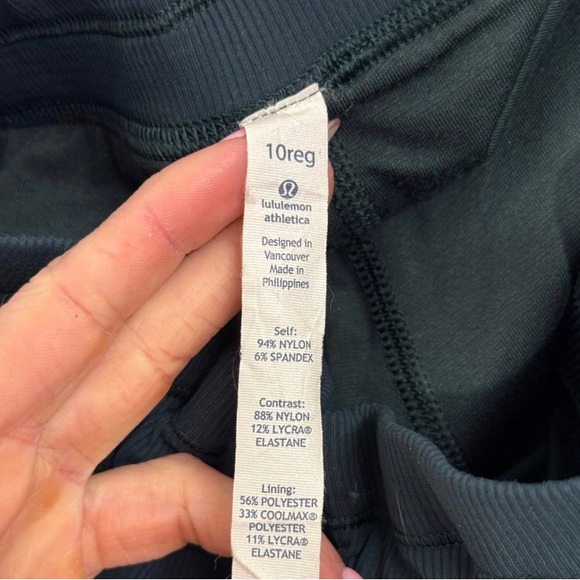 10reg
lululemon
athletica
Designed in
Vancouver
Made in
Philippines
Self:
94% NYLON
6% SPANDEX
Contrast:
88% NYLON
12% LYCRA®
ELASTANE
Lining:
56% POLYESTER
33% COOLMAX®
POLYESTER
11% LYCRA®
ELASTANE